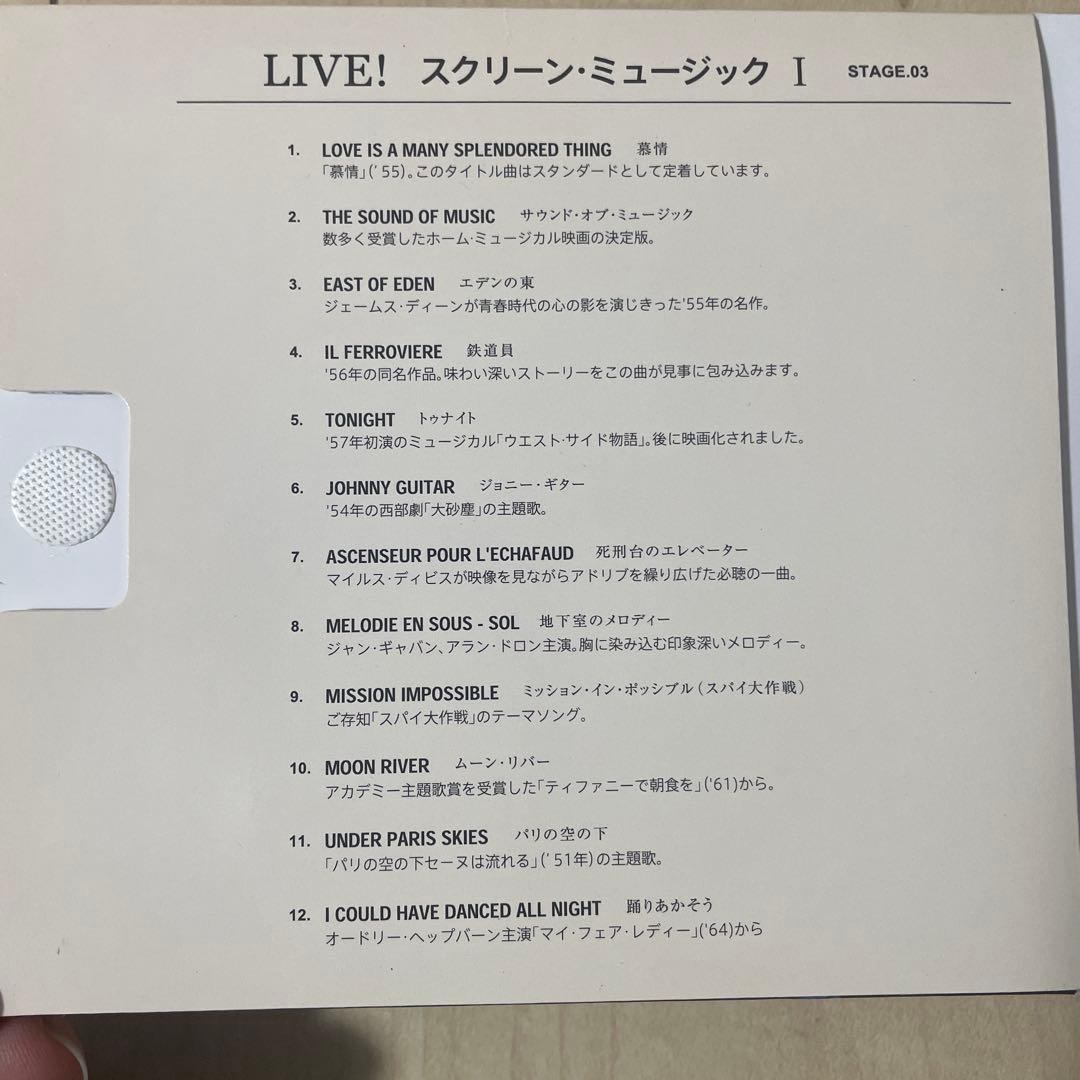 LIVE! スクリーン・ミュージック I STAGE.03
1. LOVE IS A MANY SPLENDORED THING 慕情
「慕情」('55)。このタイトル曲はスタンダードとして定着しています。
2. THE SOUND OF MUSIC サウンド・オブ・ミュージック
数多く受賞したホーム・ミュージカル映画の決定版。
3. EAST OF EDEN エデンの東
ジェームス・ディーンが青春時代の心の影を演じきった'55年の名作。
4. IL FERROVIERE 鉄道員
'56年の同名作品。味わい深いストーリーをこの曲が見事に包み込みます。
5. TONIGHT トゥナイト
'57年初演のミュージカル「ウエスト・サイド物語」。後に映画化されました。
6. JOHNNY GUITAR ジョニー・ギター
'54年の西部劇「大砂塵」の主題歌。
7. ASCENSEUR POUR L'ECHAFAUD 死刑台のエレベーター
マイルス・ディビスが映像を見ながらアドリブを繰り広げた必聴の一曲。
8. MELODIE EN SOUS - SOL 地下室のメロディー
ジャン・ギャバン、アラン・ドロン主演。胸に染み込む印象深いメロディー。
9. MISSION IMPOSSIBLE ミッション・イン・ポッシブル(スパイ大作戦)
ご存知「スパイ大作戦」のテーマソング。
10. MOON RIVER ムーン・リバー
アカデミー主題歌賞を受賞した「ティファニーで朝食を」('61)から。
11. UNDER PARIS SKIES パリの空の下
「パリの空の下セーヌは流れる」('51年)の主題歌。
12. I COULD HAVE DANCED ALL NIGHT 踊りあかそう
オードリー・ヘップバーン主演「マイ・フェア・レディー」('64)から